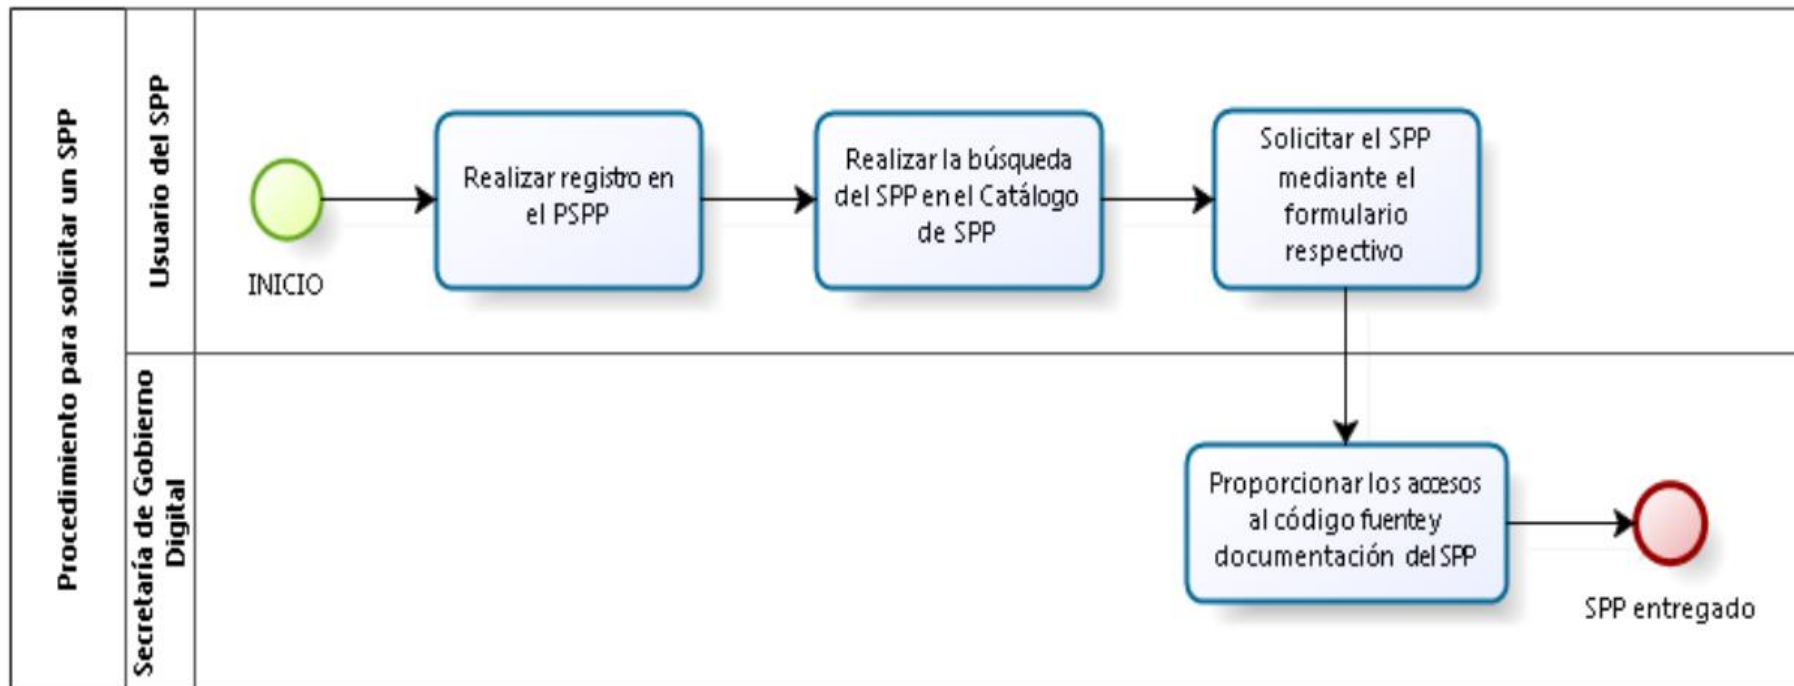 Procedimiento para solicitar un SPP
Usuario del SPP
INICIO
Realizar registro en
el PSPP
Realizar la búsqueda
del SPP en el Catálogo
de SPP
Solicitar el SPP
mediante el
formulario
respectivo
Secretaría de Gobierno
Digital
Proporcionar los accesos
al código fuente y
documentación del SPP
SPP entregado